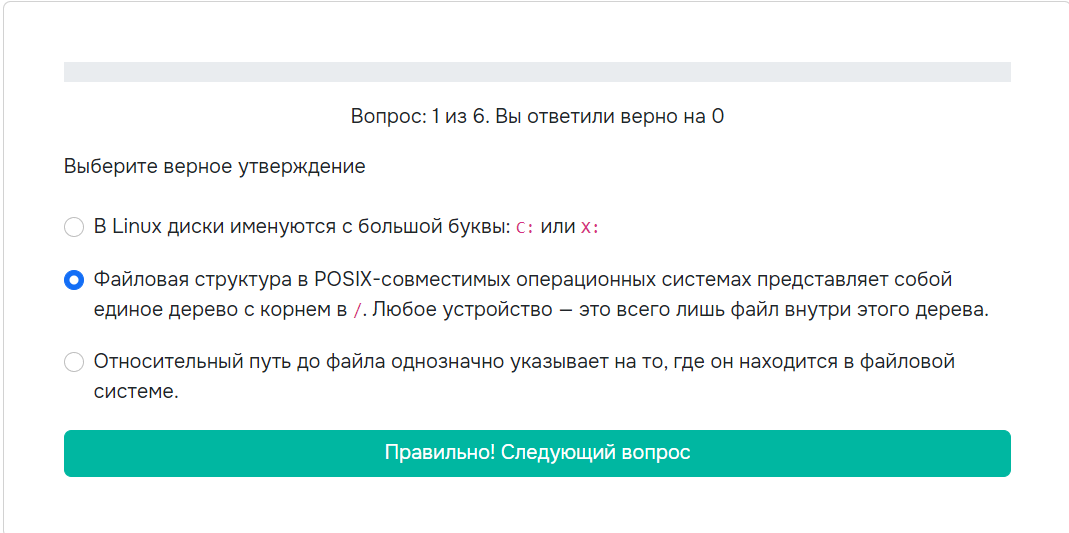 Вопрос: 1 из 6. Вы ответили верно на 0
Выберите верное утверждение
В Linux диски именуются с большой буквы: C: или X:
Файловая структура в POSIX-совместимых операционных системах представляет собой
единое дерево с корнем в /. Любое устройство — это всего лишь файл внутри этого дерева.
Относительный путь до файла однозначно указывает на то, где он находится в файловой
системе.
Правильно! Следующий вопрос